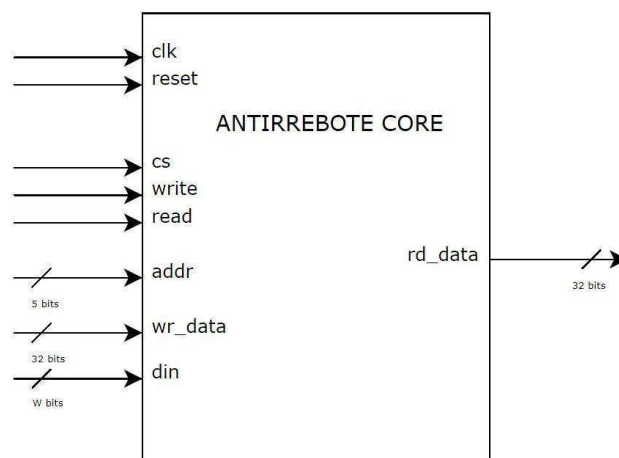 clk
reset
ANTIRREBOTE CORE
cs
write
read
rd_data
addr
5 bits
32 bits
wr_data
32 bits
din
W bits